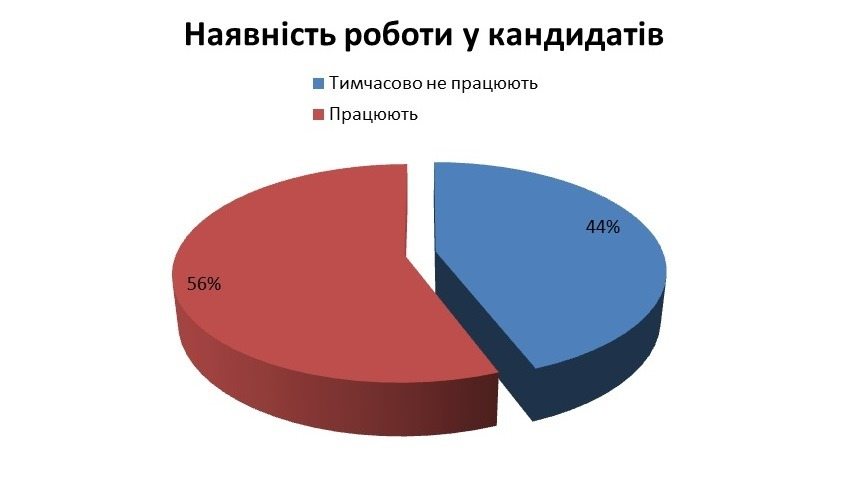 Наявність роботи у кандидатів
Тимчасово не працюють
Працюють
44%
56%